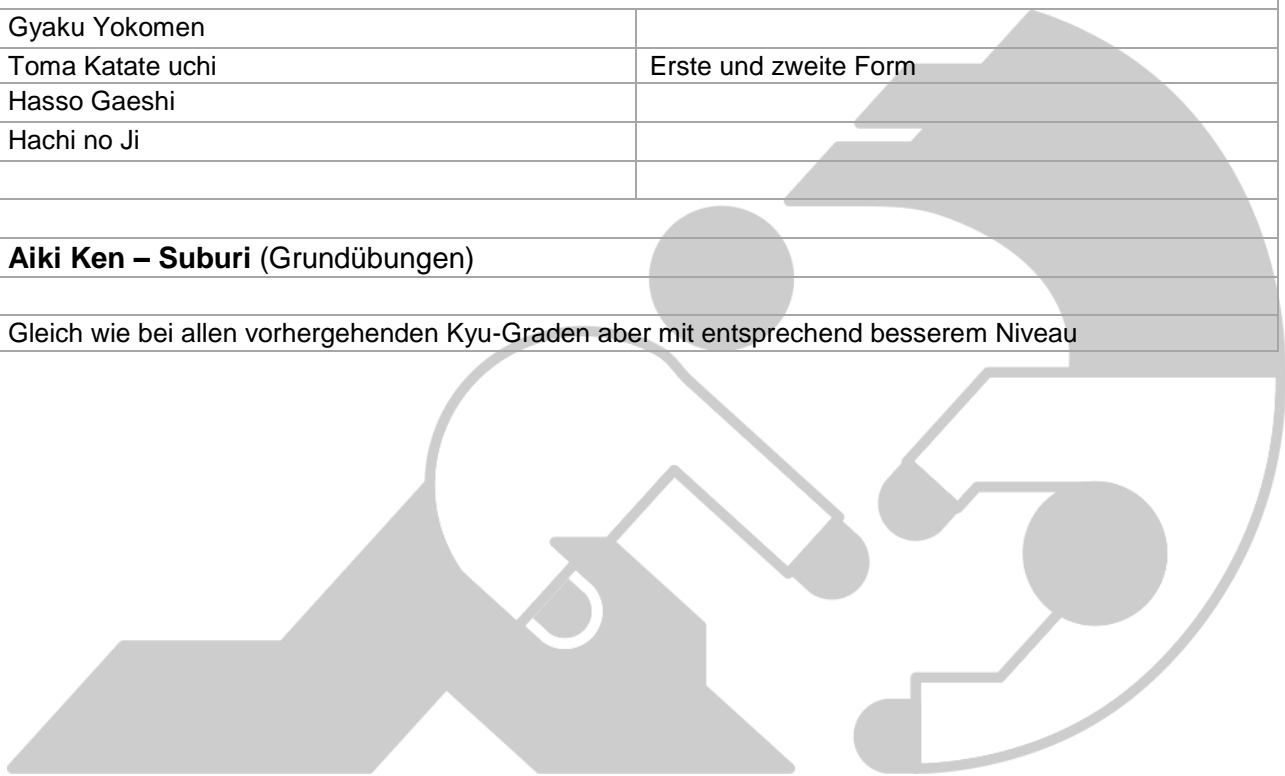 Gyaku Yokomen
Toma Katate uchi Erste und zweite Form
Hasso Gaeshi
Hachi no Ji
Aiki Ken – Suburi (Grundübungen)
Gleich wie bei allen vorhergehenden Kyu-Graden aber mit entsprechend besserem Niveau